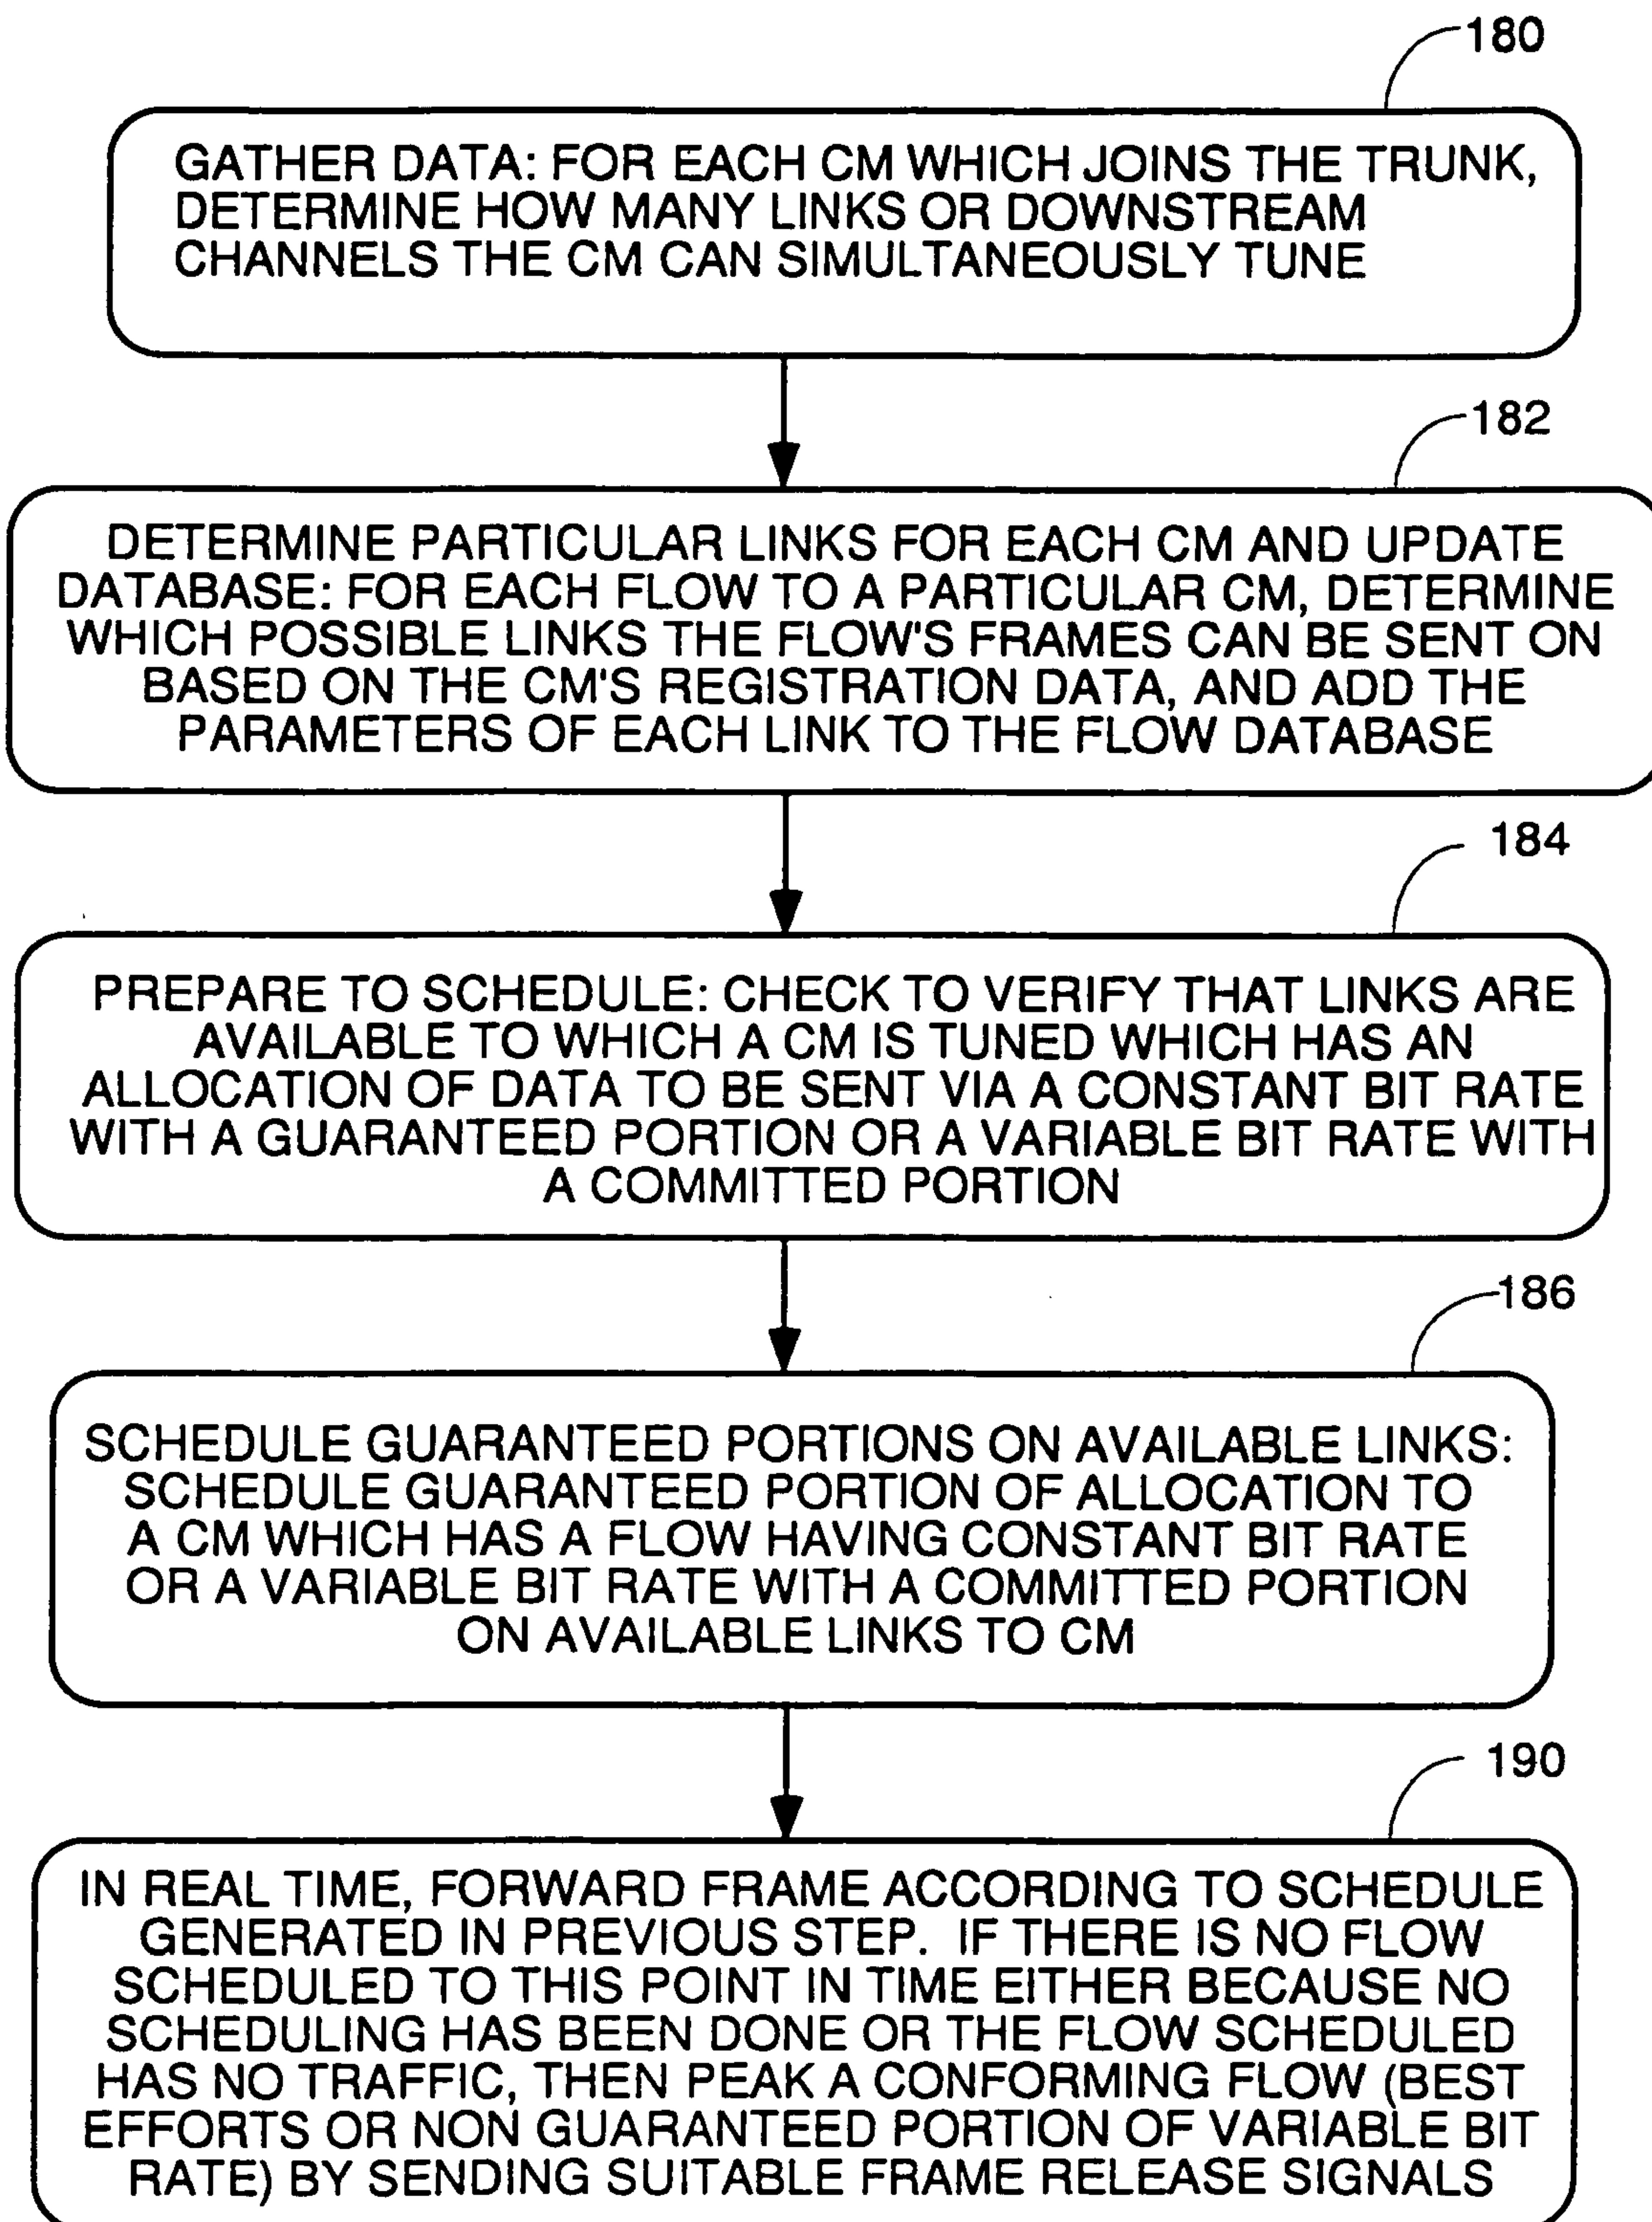 180
GATHER DATA: FOR EACH CM WHICH JOINS THE TRUNK,
DETERMINE HOW MANY LINKS OR DOWNSTREAM
CHANNELS THE CM CAN SIMULTANEOUSLY TUNE
182
DETERMINE PARTICULAR LINKS FOR EACH CM AND UPDATE
DATABASE: FOR EACH FLOW TO A PARTICULAR CM, DETERMINE
WHICH POSSIBLE LINKS THE FLOW'S FRAMES CAN BE SENT ON
BASED ON THE CM'S REGISTRATION DATA, AND ADD THE
PARAMETERS OF EACH LINK TO THE FLOW DATABASE
184
PREPARE TO SCHEDULE: CHECK TO VERIFY THAT LINKS ARE
AVAILABLE TO WHICH A CM IS TUNED WHICH HAS AN
ALLOCATION OF DATA TO BE SENT VIA A CONSTANT BIT RATE
WITH A GUARANTEED PORTION OR A VARIABLE BIT RATE WITH
A COMMITTED PORTION
186
SCHEDULE GUARANTEED PORTIONS ON AVAILABLE LINKS:
SCHEDULE GUARANTEED PORTION OF ALLOCATION TO
A CM WHICH HAS A FLOW HAVING CONSTANT BIT RATE
OR A VARIABLE BIT RATE WITH A COMMITTED PORTION
ON AVAILABLE LINKS TO CM
190
IN REAL TIME, FORWARD FRAME ACCORDING TO SCHEDULE
GENERATED IN PREVIOUS STEP. IF THERE IS NO FLOW
SCHEDULED TO THIS POINT IN TIME EITHER BECAUSE NO
SCHEDULING HAS BEEN DONE OR THE FLOW SCHEDULED
HAS NO TRAFFIC, THEN PEAK A CONFORMING FLOW (BEST
EFFORTS OR NON GUARANTEED PORTION OF VARIABLE BIT
RATE) BY SENDING SUITABLE FRAME RELEASE SIGNALS